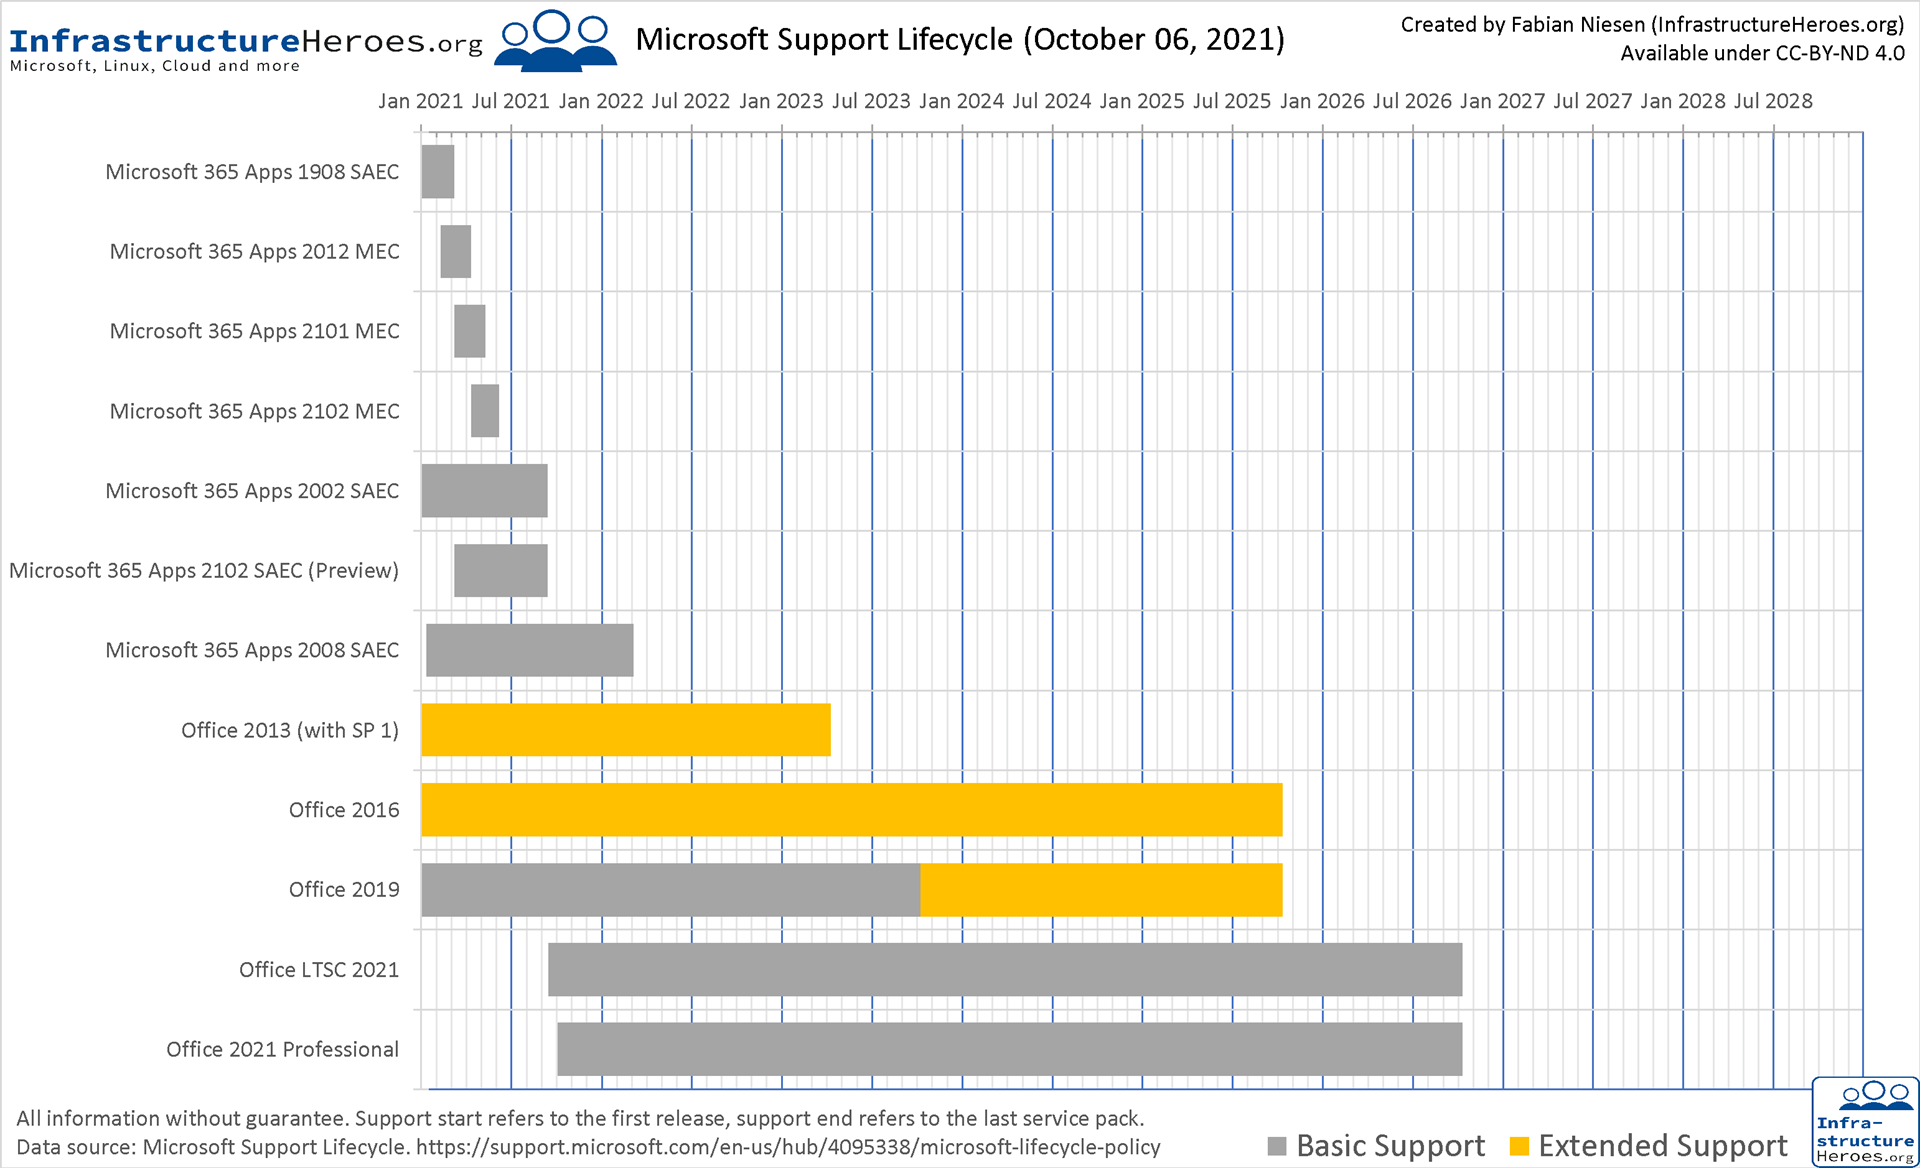 InfrastructureHeroes.org
Microsoft, Linux, Cloud and more
Microsoft Support Lifecycle (October 06, 2021)
Created by Fabian Niesen (InfrastructureHeroes.org)
Available under CC-BY-ND 4.0
Jan 2021 Jul 2021 Jan 2022 Jul 2022 Jan 2023 Jul 2023 Jan 2024 Jul 2024 Jan 2025 Jul 2025 Jan 2026 Jul 2026 Jan 2027 Jul 2027 Jan 2028 Jul 2028
Microsoft 365 Apps 1908 SAEC
Microsoft 365 Apps 2012 MEC
Microsoft 365 Apps 2101 MEC
Microsoft 365 Apps 2102 MEC
Microsoft 365 Apps 2002 SAEC
Microsoft 365 Apps 2102 SAEC (Preview)
Microsoft 365 Apps 2008 SAEC
Office 2013 (with SP 1)
Office 2016
Office 2019
Office LTSC 2021
Office 2021 Professional
All information without guarantee. Support start refers to the first release, support end refers to the last service pack.
Data source: Microsoft Support Lifecycle. https://support.microsoft.com/en-us/hub/4095338/microsoft-lifecycle-policy
Basic Support Extended Support
Infra-
structure
Heroes.org